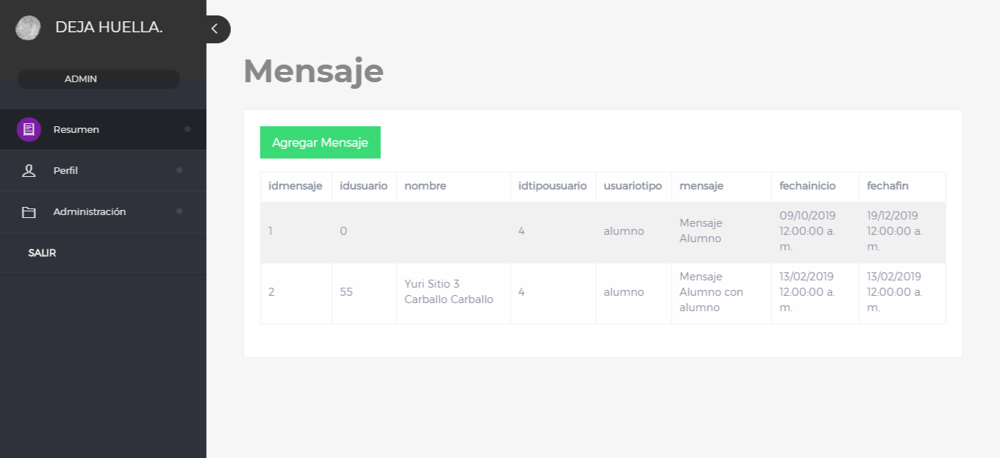 DEJA HUELLA.
ADMIN
Resumen
Perfil
Administración
SALIR
Mensaje
Agregar Mensaje
idmensaje idusuario nombre idtipousuario usuariotipo mensaje fechainicio fechafin
1 0 4 alumno Mensaje Alumno 09/10/2019 12:00:00 a. m. 19/12/2019 12:00:00 a. m.
2 55 Yuri Sitio 3 Carballo Carballo 4 alumno Mensaje Alumno con alumno 13/02/2019 12:00:00 a. m. 13/02/2019 12:00:00 a. m.